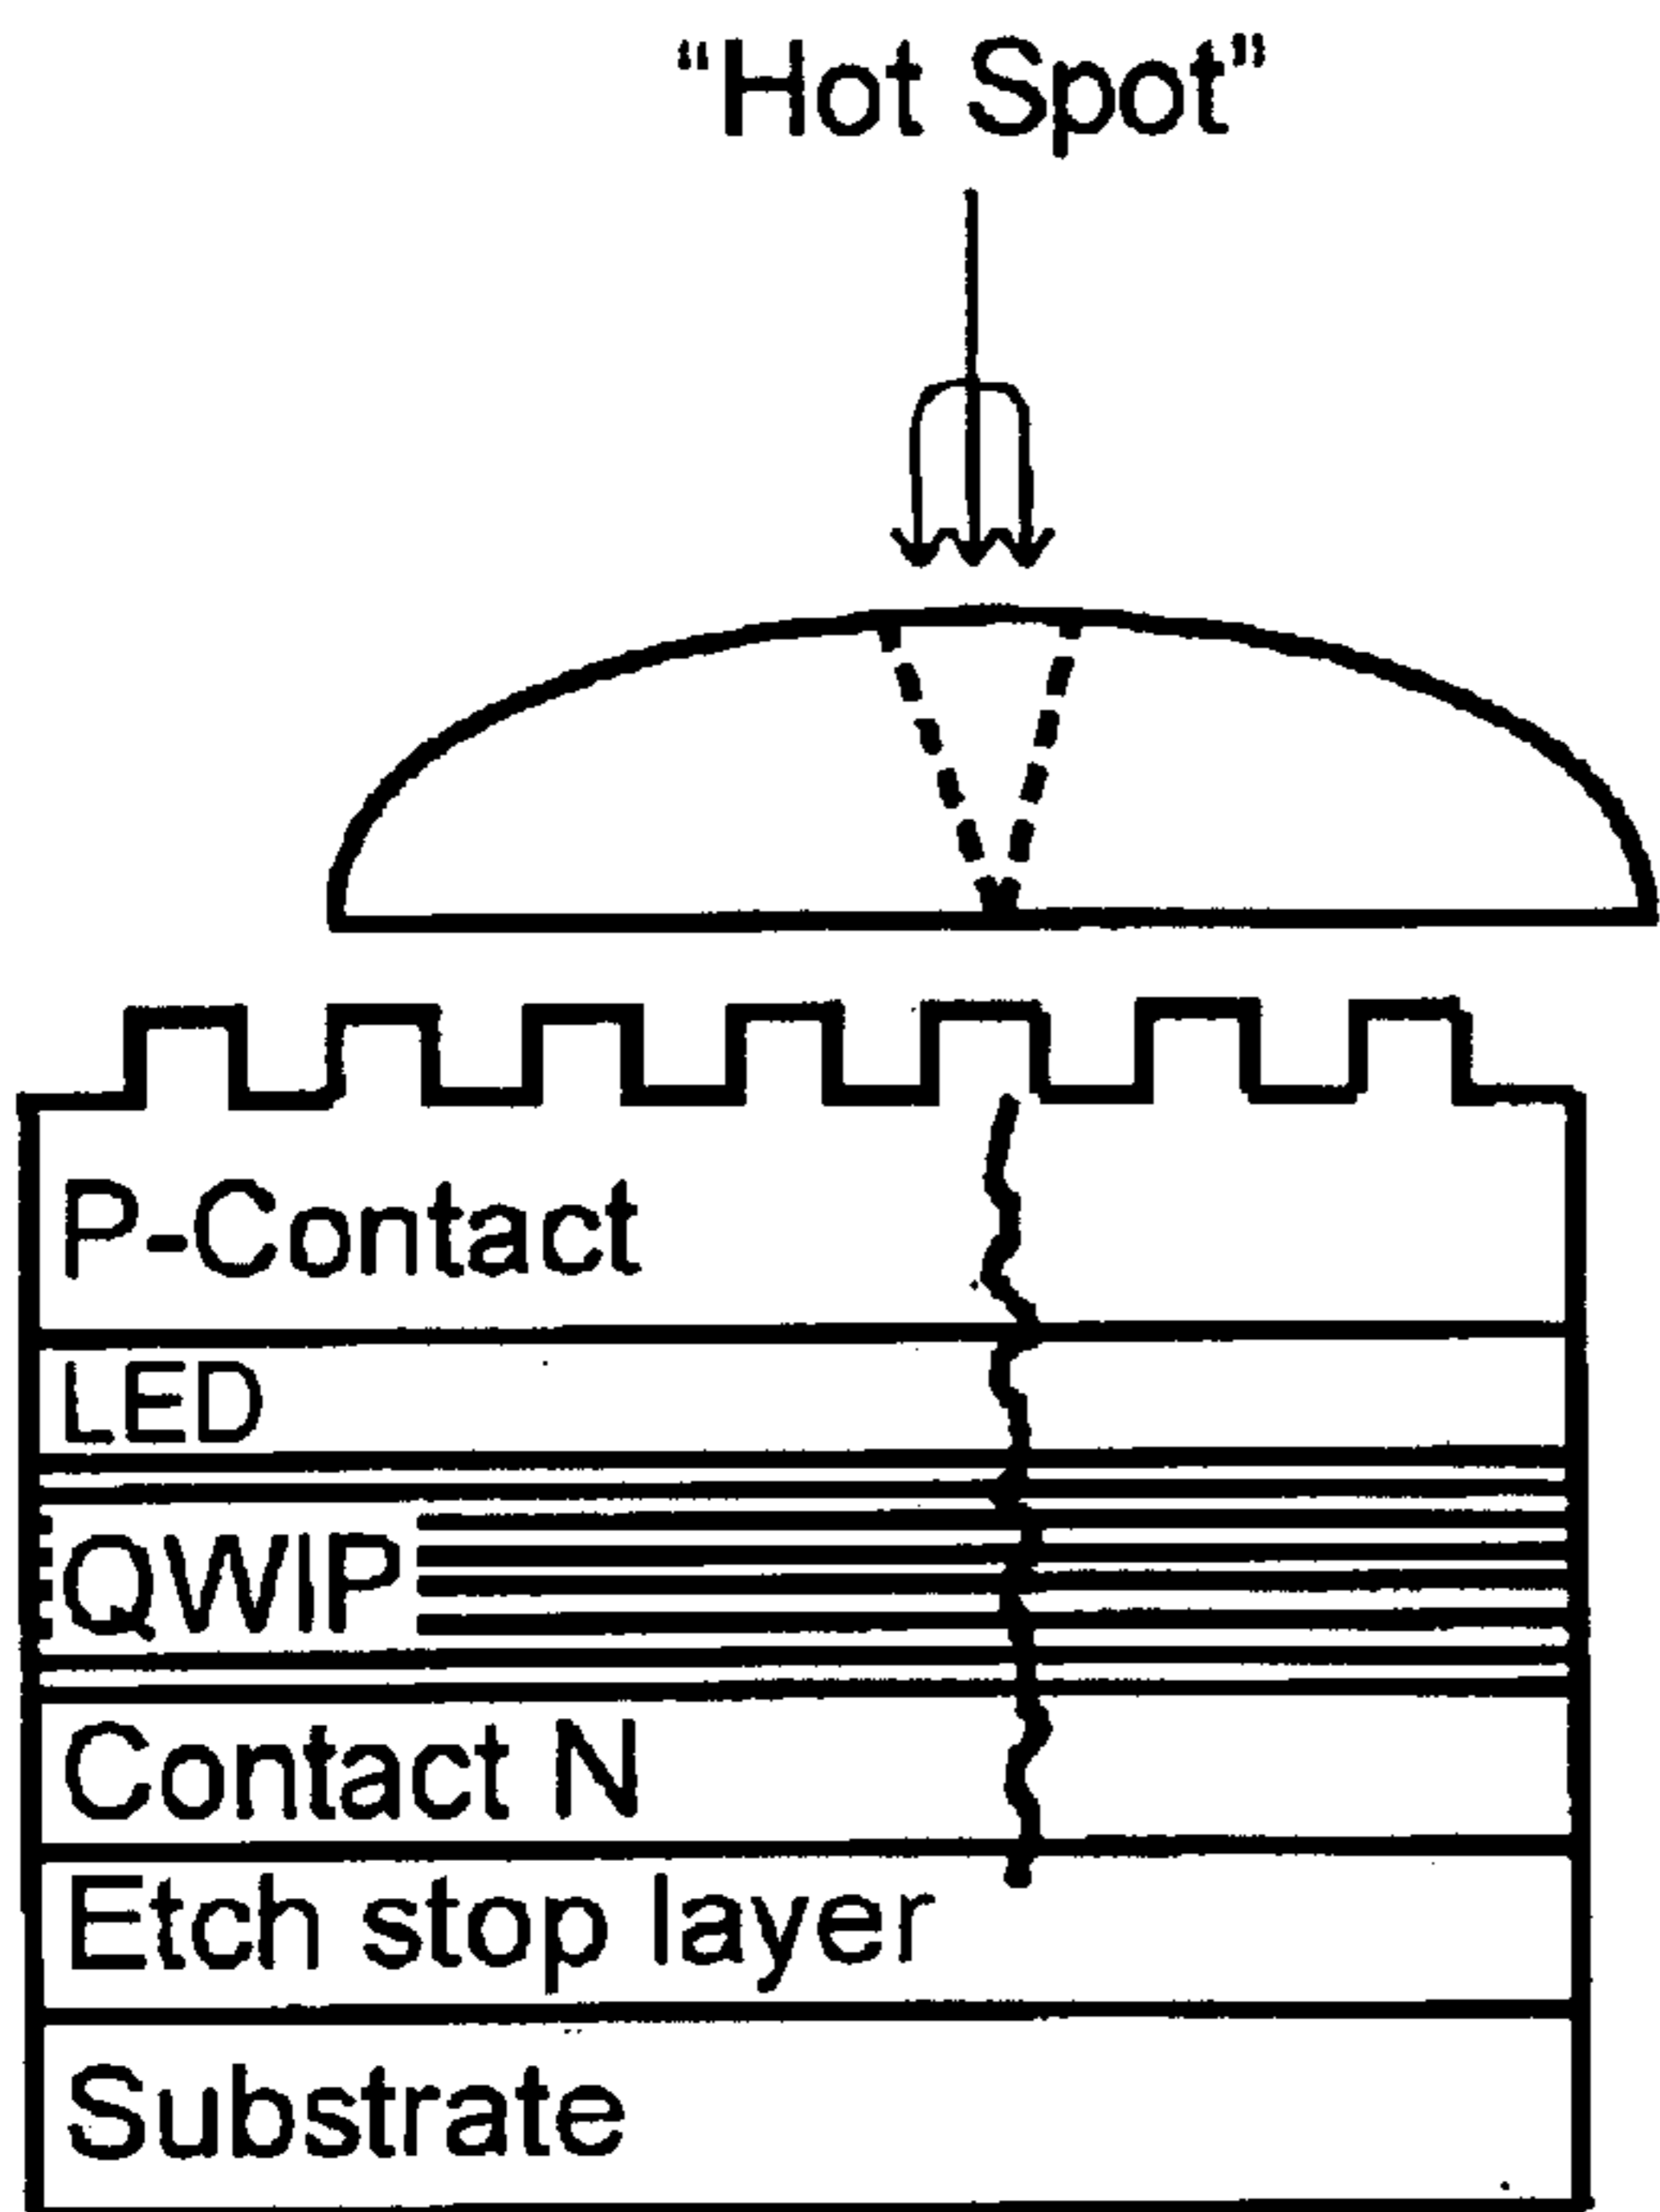 “Hot Spot”
P-Contact
LED
QWIP
Contact N
Etch stop layer
Substrate